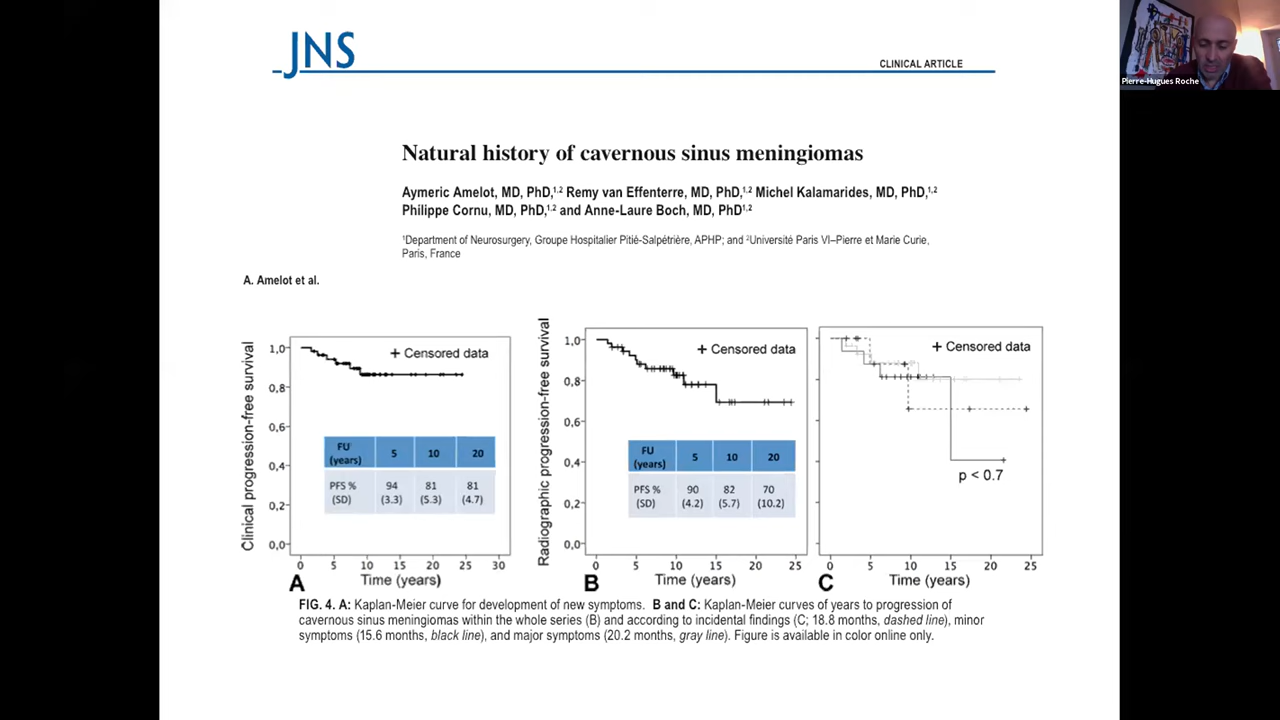 JNS
CLINICAL ARTICLE
Pierre-Hugues Roche
Natural history of cavernous sinus meningiomas
Aymeric Amelot, MD, PhD,1,2 Remy van Effenterre, MD, PhD,1,2 Michel Kalamarides, MD, PhD,1,2
Philippe Cornu, MD, PhD,1,2 and Anne-Laure Boch, MD, PhD1,2
1Department of Neurosurgery, Groupe Hospitalier Pitié-Salpétrière, APHP; and 2Université Paris VI–Pierre et Marie Curie,
Paris, France
A. Amelot et al.
Clinical progression-free survival
1,0
0,8
0,6
0,4
0,2
0,0
+ Censored data
FU (years) 5 10 20
PFS % (SD) 94 (3.3) 81 (5.3) 81 (4.7)
0 5 10 15 20 25 30
Time (years)
A
Radiographic progression-free survival
1,0
0,8
0,6
0,4
0,2
0,0
+ Censored data
FU (years) 5 10 20
PFS % (SD) 90 (4.2) 82 (5.7) 70 (10.2)
0 5 10 15 20 25
Time (years)
B
+ Censored data
p < 0.7
0 5 10 15 20 25
Time (years)
C
FIG. 4. A: Kaplan-Meier curve for development of new symptoms. B and C: Kaplan-Meier curves of years to progression of
cavernous sinus meningiomas within the whole series (B) and according to incidental findings (C; 18.8 months, dashed line), minor
symptoms (15.6 months, black line), and major symptoms (20.2 months, gray line). Figure is available in color online only.